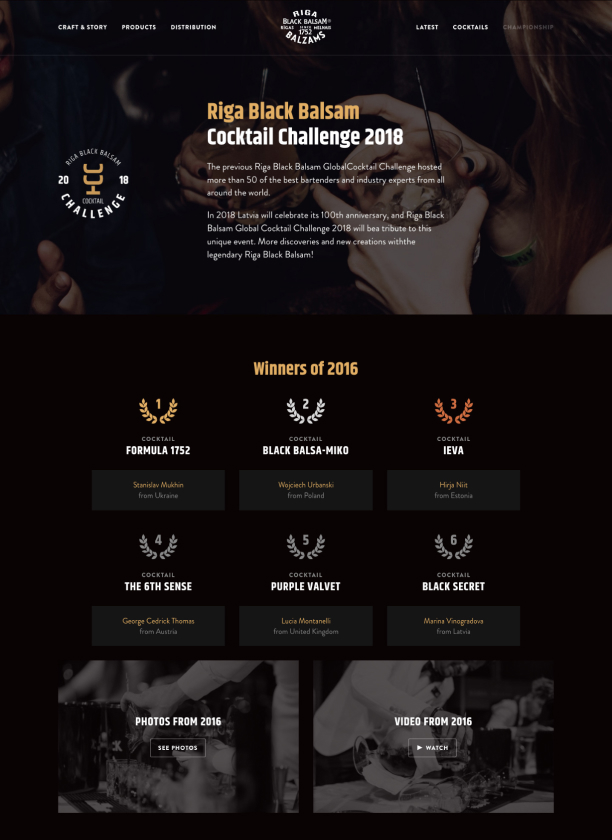 CRAFT & STORY PRODUCTS DISTRIBUTION
RIGA
BLACK BALSAM®
RĪGAS SINCE MELNAIS
1752
BALZAMS
LATEST COCKTAILS CHAMPIONSHIP
RIGA BLACK BALSAM
20 18
COCKTAIL
CHALLENGE
Riga Black Balsam
Cocktail Challenge 2018
The previous Riga Black Balsam GlobalCocktail Challenge hosted
more than 50 of the best bartenders and industry experts from all
around the world.
In 2018 Latvia will celebrate its 100th anniversary, and Riga Black
Balsam Global Cocktail Challenge 2018 will bea tribute to this
unique event. More discoveries and new creations withthe
legendary Riga Black Balsam!
Winners of 2016
1 2 3
COCKTAIL COCKTAIL COCKTAIL
FORMULA 1752 BLACK BALSA-MIKO IEVA
Stanislav Mukhin Wojciech Urbanski Hirja Niit
from Ukraine from Poland from Estonia
4 5 6
COCKTAIL COCKTAIL COCKTAIL
THE 6TH SENSE PURPLE VALVET BLACK SECRET
George Cedrick Thomas Lucia Montanelli Marina Vinogradova
from Austria from United Kingdom from Latvia
PHOTOS FROM 2016 VIDEO FROM 2016
SEE PHOTOS WATCH